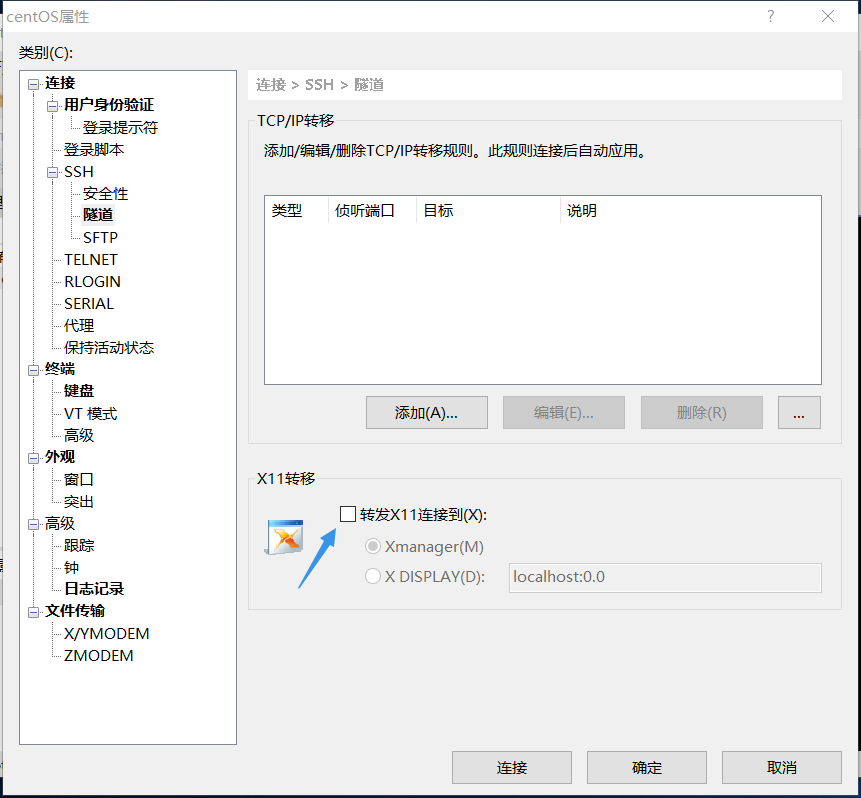 centOS属性
?
类别(C):
连接
用户身份验证
登录提示符
登录脚本
SSH
安全性
隧道
SFTP
TELNET
RLOGIN
SERIAL
代理
保持活动状态
终端
键盘
VT 模式
高级
外观
窗口
突出
高级
跟踪
钟
日志记录
文件传输
X/YMODEM
ZMODEM
连接 > SSH > 隧道
TCP/IP转移
添加/编辑/删除TCP/IP转移规则。此规则连接后自动应用。
类型 侦听端口 目标 说明
添加(A)... 编辑(E)... 删除(R) ...
X11转移
转发X11连接到(X):
Xmanager(M)
X DISPLAY(D): localhost:0.0
连接 确定 取消